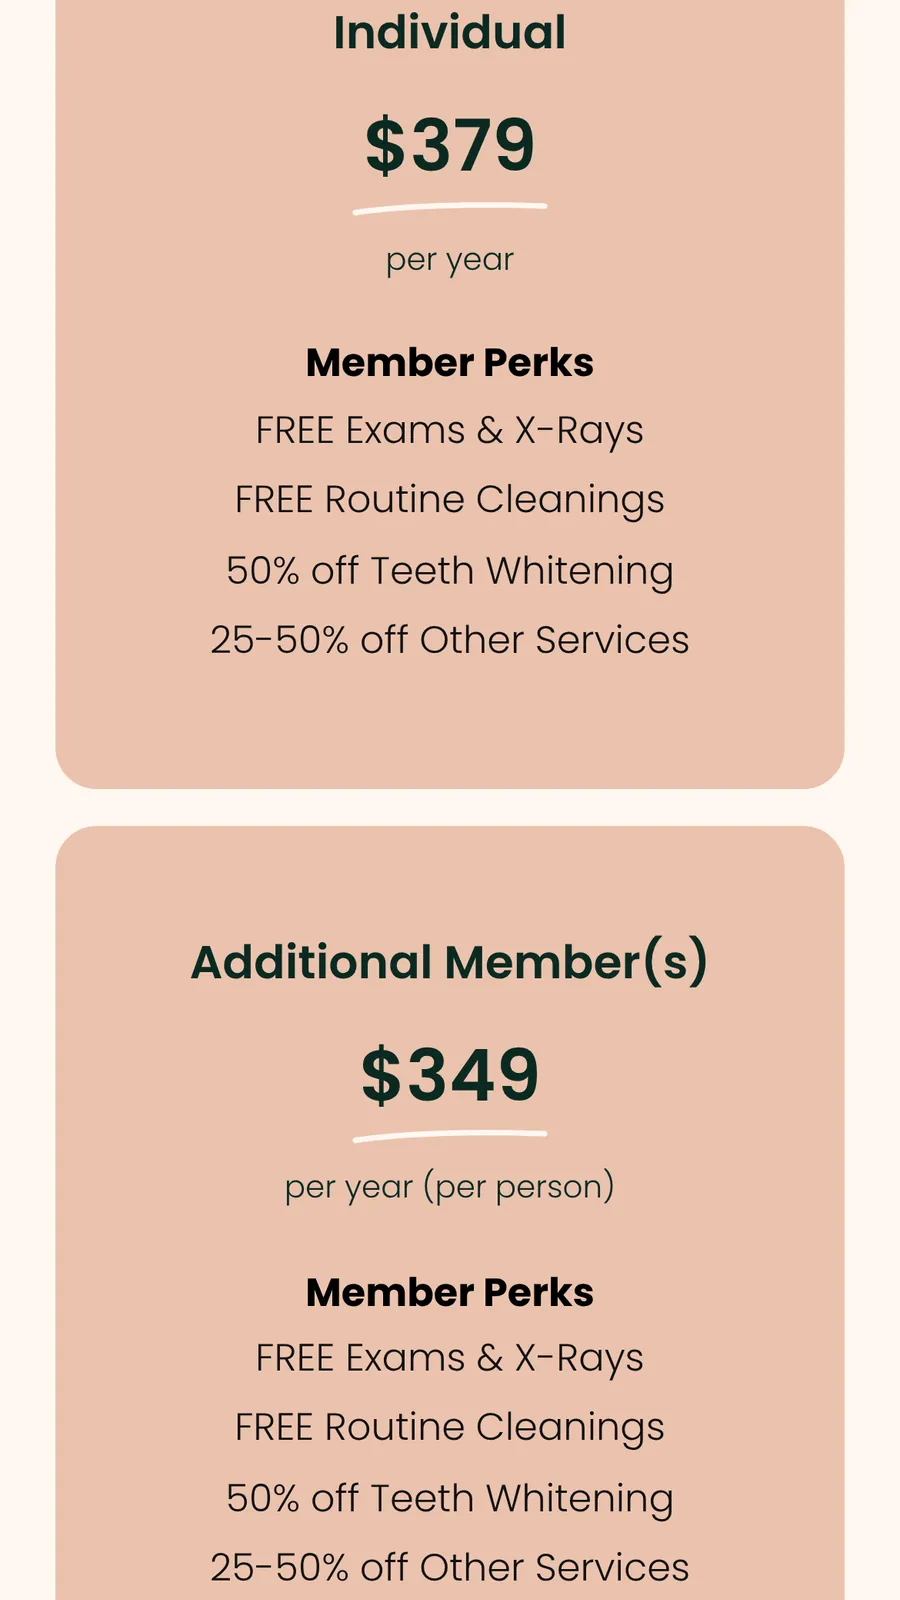 Individual
$379
per year
Member Perks
FREE Exams & X-Rays
FREE Routine Cleanings
50% off Teeth Whitening
25-50% off Other Services
Additional Member(s)
$349
per year (per person)
Member Perks
FREE Exams & X-Rays
FREE Routine Cleanings
50% off Teeth Whitening
25-50% off Other Services